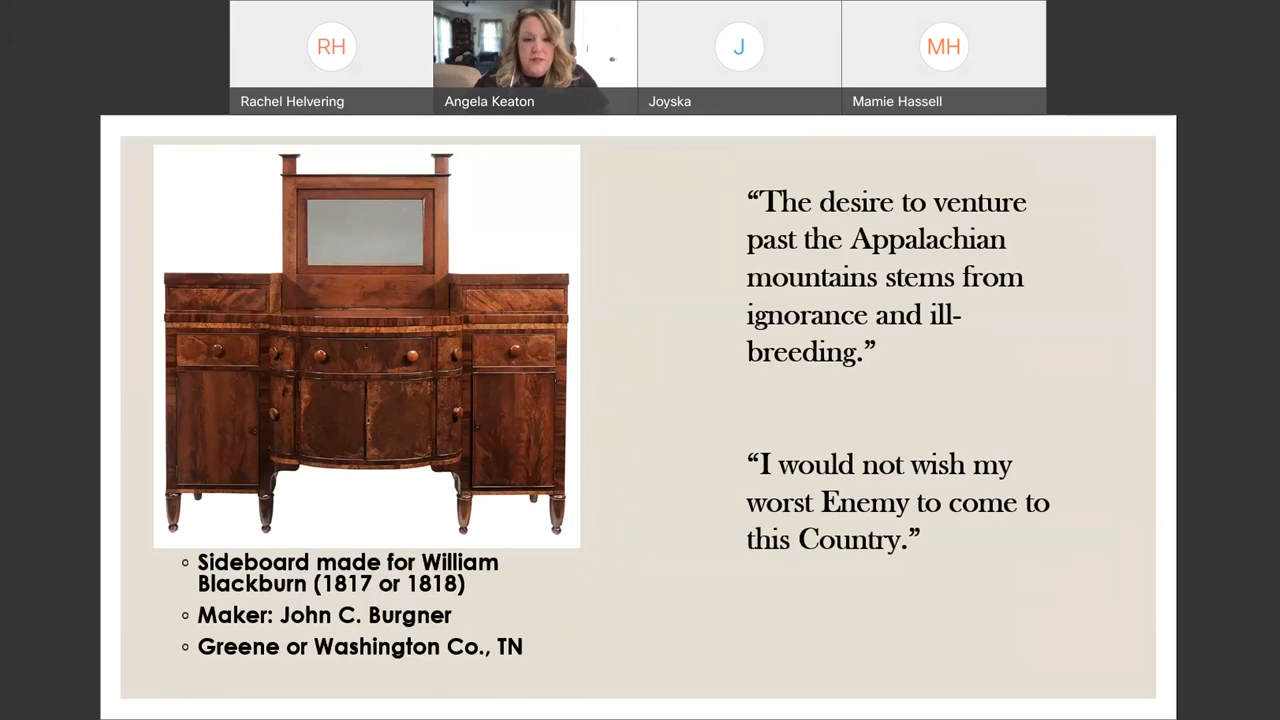 RH
J
MH
Rachel Helvering
Angela Keaton
Joyska
Mamie Hassell
“The desire to venture
past the Appalachian
mountains stems from
ignorance and ill-
breeding.”
“I would not wish my
worst Enemy to come to
this Country.”
Sideboard made for William
Blackburn (1817 or 1818)
Maker: John C. Burgner
Greene or Washington Co., TN